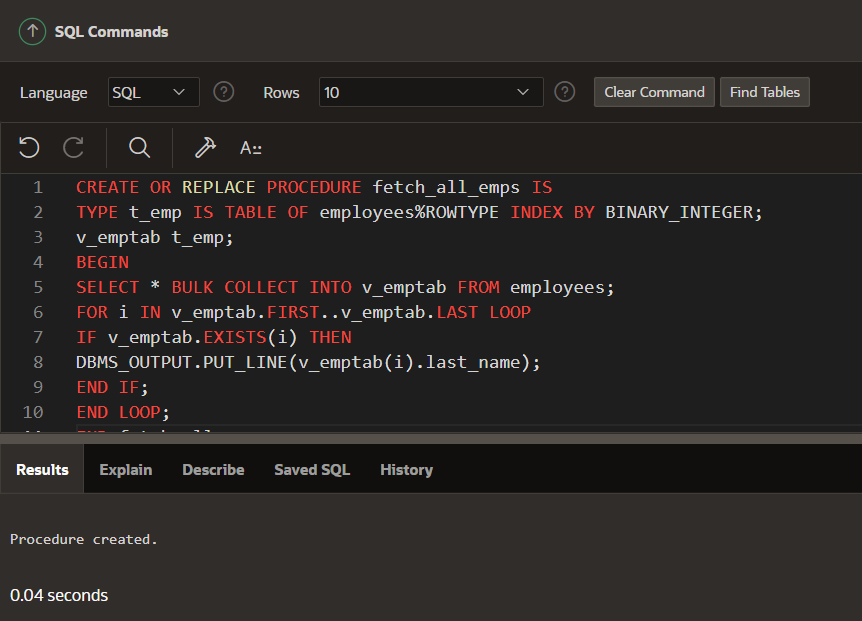 SQL Commands
Language SQL ? Rows 10 ? Clear Command Find Tables
A::
1 CREATE OR REPLACE PROCEDURE fetch_all_emps IS
2 TYPE t_emp IS TABLE OF employees%ROWTYPE INDEX BY BINARY_INTEGER;
3 v_emptab t_emp;
4 BEGIN
5 SELECT * BULK COLLECT INTO v_emptab FROM employees;
6 FOR i IN v_emptab.FIRST..v_emptab.LAST LOOP
7 IF v_emptab.EXISTS(i) THEN
8 DBMS_OUTPUT.PUT_LINE(v_emptab(i).last_name);
9 END IF;
10 END LOOP;
Results Explain Describe Saved SQL History
Procedure created.
0.04 seconds